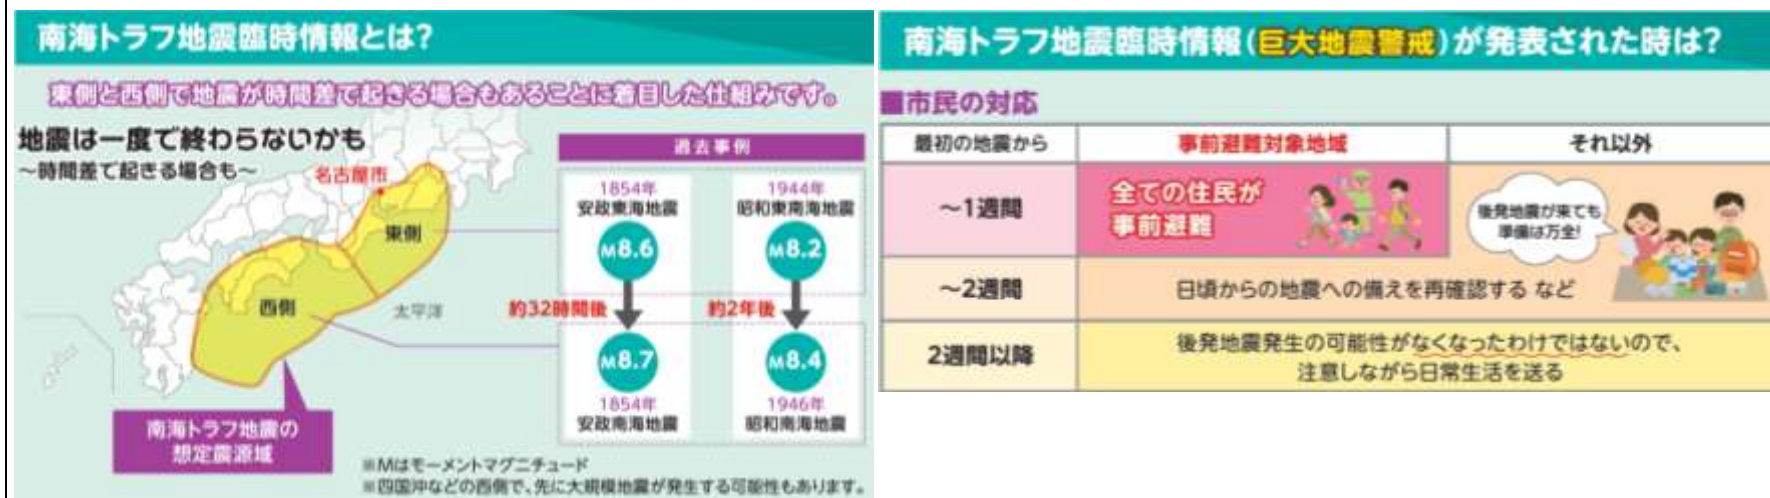 南海トラフ地震臨時情報とは?
東側と西側で地震が時間差で起きる場合もあることに着目した仕組みです。
地震は一度で終わらないかも
~時間差で起きる場合も~
名古屋市
東側
西側
太平洋
南海トラフ地震の
想定震源域
過去事例
1854年
安政東海地震
M8.6
約32時間後
M8.7
1854年
安政南海地震
1944年
昭和東南海地震
M8.2
約2年後
M8.4
1946年
昭和南海地震
※Mはモーメントマグニチュード
※四国沖などの西側で、先に大規模地震が発生する可能性もあります。
南海トラフ地震臨時情報(巨大地震警戒)が発表された時は?
■市民の対応
最初の地震から
事前避難対象地域
それ以外
~1週間
全ての住民が
事前避難
後発地震が来ても
準備は万全!
~2週間
日頃からの地震への備えを再確認する など
2週間以降
後発地震発生の可能性がなくなったわけではないので、
注意しながら日常生活を送る